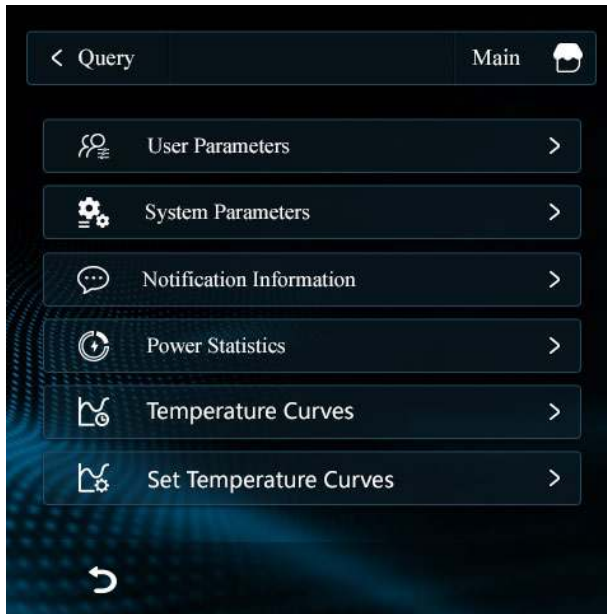 Query
Main
User Parameters
System Parameters
Notification Information
Power Statistics
Temperature Curves
Set Temperature Curves